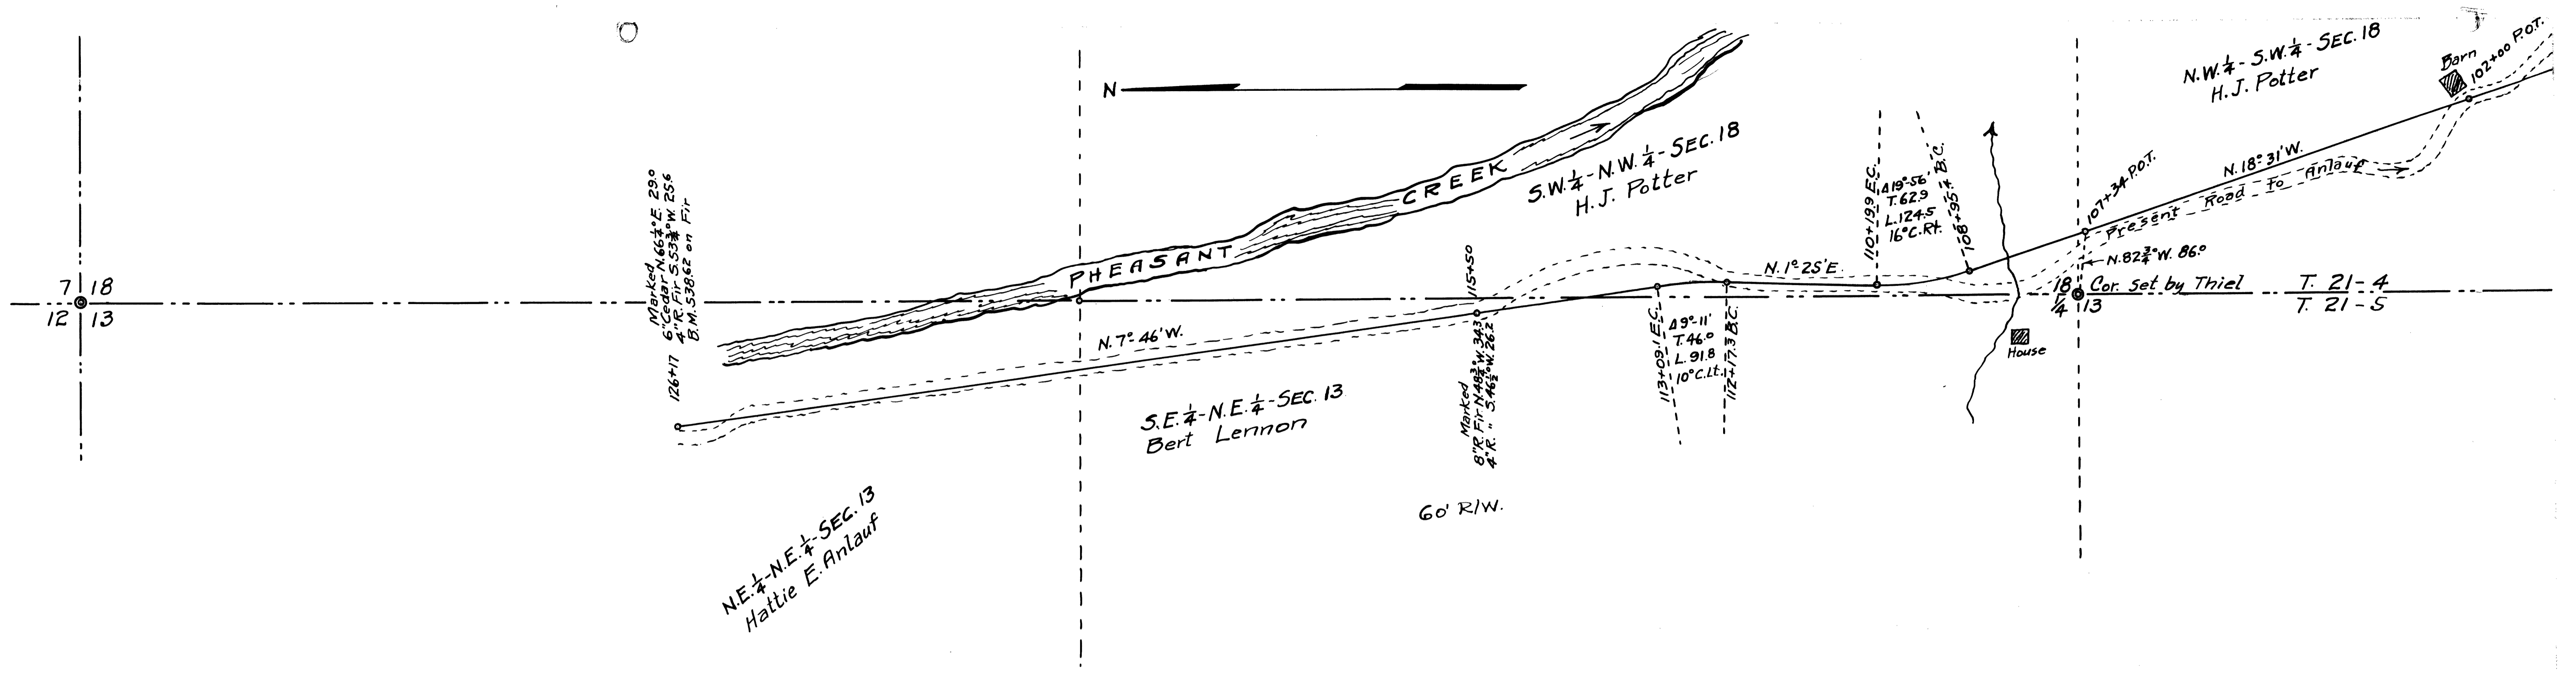 7 18
12 13
Marked
6"Cedar N.66¼°E. 29.0
4"R. Fir S.53¾°W. 25.6
B.M. 538.62 on Fir
126+17
N
PHEASANT CREEK
N. 7°-46'W.
N.E.¼-N.E.¼-SEC. 13
Hattie E. Anlauf
S.E.¼-N.E.¼-SEC. 13
Bert Lennon
S.W.¼-N.W.¼-SEC. 18
H.J. Potter
115+50
Marked
8"R. Fir N.48¾°W. 34.3
4"R. " S.46½°W. 26.2
60' R/W.
113+09.1 E.C.
Δ9°-11'
T.46.0
L. 91.8
10°C.Lt.
112+17.3 B.C.
N. 1°-25'E.
110+19.9 E.C.
Δ19°-56'
T.62.9
L.124.5
16°C.Rt.
108+95.4 B.C.
House
N.W.¼-S.W.¼-SEC. 18
H.J. Potter
Barn
102+00 P.O.T.
107+34 P.O.T.
N. 18°-31'W.
Present Road To Anlauf
N.82¾°W. 86.0
18
¼ 13
Cor. Set by Thiel
T. 21-4
T. 21-5